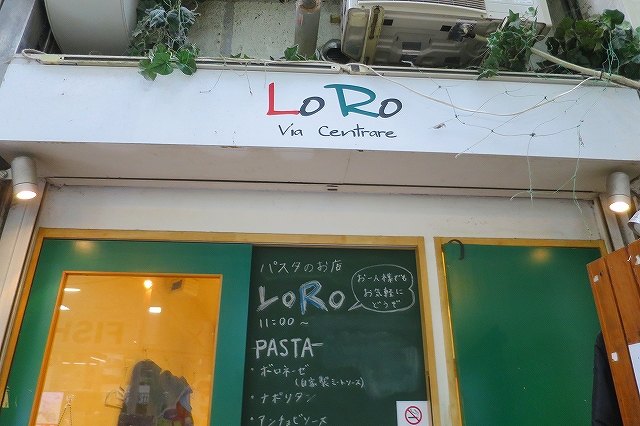 LoRo
Via Centrare
パスタのお店
LoRo
お一人様でも
お気軽に
どうぞ
11:00〜
PASTA
・ボロネーゼ
(自家製ミートソース)
・ナポリタン
・アンチョビソース
FISH